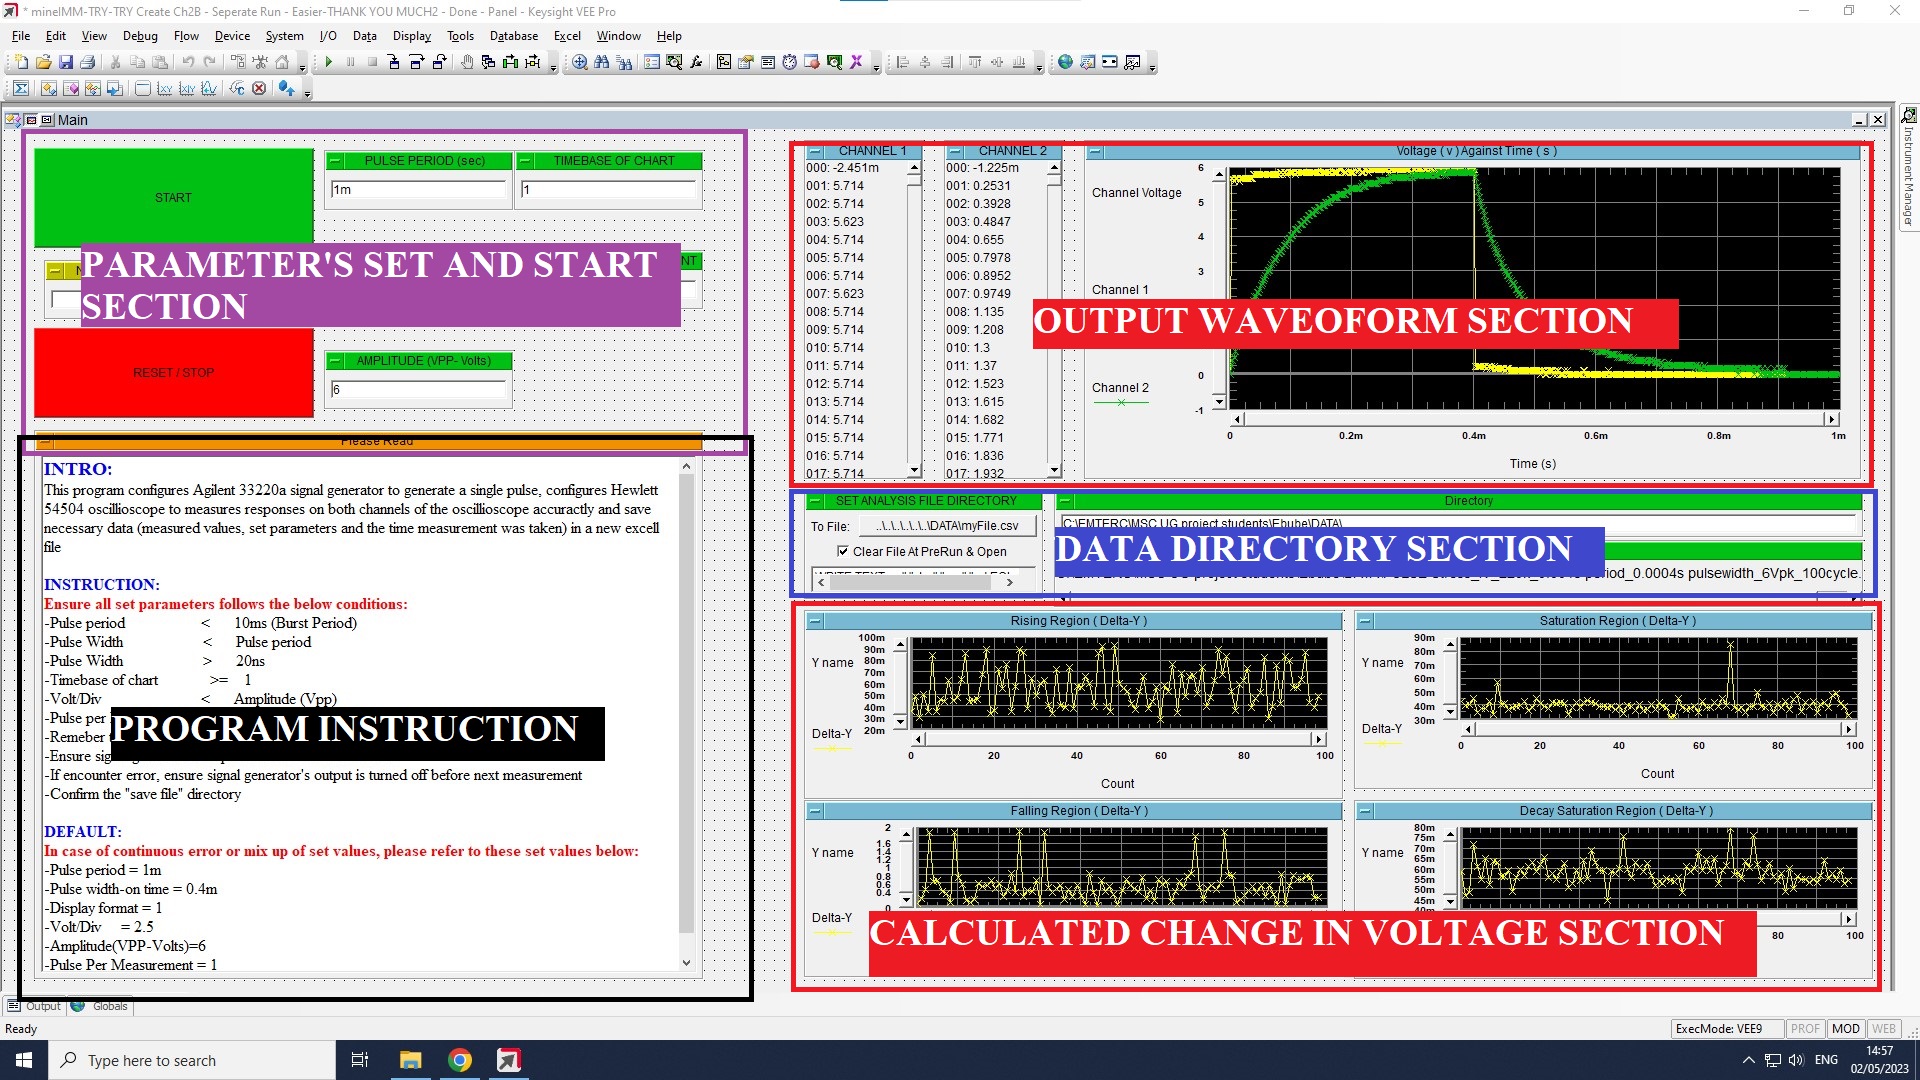 * mineIMM-TRY-TRY Create Ch2B - Seperate Run - Easier-THANK YOU MUCH2 - Done - Panel - Keysight VEE Pro
File Edit View Debug Flow Device System I/O Data Display Tools Database Excel Window Help
Main
Instrument Manager
START
PULSE PERIOD (sec)
1m
TIMEBASE OF CHART
1
NT
PARAMETER'S SET AND START
SECTION
RESET / STOP
AMPLITUDE (VPP- Volts)
6
Please Read
INTRO:
This program configures Agilent 33220a signal generator to generate a single pulse, configures Hewlett
54504 oscillioscope to measures responses on both channels of the oscillioscope accuractly and save
necessary data (measured values, set parameters and the time measurement was taken) in a new excell
file
INSTRUCTION:
Ensure all set parameters follows the below conditions:
-Pulse period < 10ms (Burst Period)
-Pulse Width < Pulse period
-Pulse Width > 20ns
-Timebase of chart >= 1
-Volt/Div < Amplitude (Vpp)
-Pulse per
-Remeber
-Ensure
PROGRAM INSTRUCTION
-If encounter error, ensure signal generator's output is turned off before next measurement
-Confirm the "save file" directory
DEFAULT:
In case of continuous error or mix up of set values, please refer to these set values below:
-Pulse period = 1m
-Pulse width-on time = 0.4m
-Display format = 1
-Volt/Div = 2.5
-Amplitude(VPP-Volts)=6
-Pulse Per Measurement = 1
CHANNEL 1
000: -2.451m
001: 5.714
002: 5.714
003: 5.623
004: 5.714
005: 5.714
006: 5.714
007: 5.623
008: 5.714
009: 5.714
010: 5.714
011: 5.714
012: 5.714
013: 5.714
014: 5.714
015: 5.714
016: 5.714
017: 5.714
CHANNEL 2
000: -1.225m
001: 0.2531
002: 0.3928
003: 0.4847
004: 0.655
005: 0.7978
006: 0.8952
007: 0.9749
008: 1.135
009: 1.208
010: 1.3
011: 1.37
012: 1.523
013: 1.615
014: 1.682
015: 1.771
016: 1.836
017: 1.932
Voltage ( v ) Against Time ( s )
Channel Voltage
Channel 1
Channel 2
6
5
4
3
0
-1
0 0.2m 0.4m 0.6m 0.8m 1m
Time (s)
OUTPUT WAVEOFORM SECTION
SET ANALYSIS FILE DIRECTORY
To File: ..\..\..\..\..\..\DATA\myFile.csv
Clear File At PreRun & Open
Directory
C:\EMTERC\MSC UG project students\Ebube\DATA\
DATA DIRECTORY SECTION
period_0.0004s pulsewidth_6Vpk_100cycle.
Rising Region ( Delta-Y )
Y name
Delta-Y
100m
90m
80m
70m
60m
50m
40m
30m
20m
0 20 40 60 80 100
Count
Saturation Region ( Delta-Y )
Y name
Delta-Y
90m
80m
70m
60m
50m
40m
30m
0 20 40 60 80 100
Count
Falling Region ( Delta-Y )
Y name
Delta-Y
2
1.6
1.4
1.2
1
0.8
0.6
0.4
0
Decay Saturation Region ( Delta-Y )
Y name
80m
75m
70m
65m
60m
55m
50m
45m
40m
80 100
CALCULATED CHANGE IN VOLTAGE SECTION
Output Globals
Ready
ExecMode: VEE9 PROF MOD WEB
Type here to search
ENG
14:57
02/05/2023